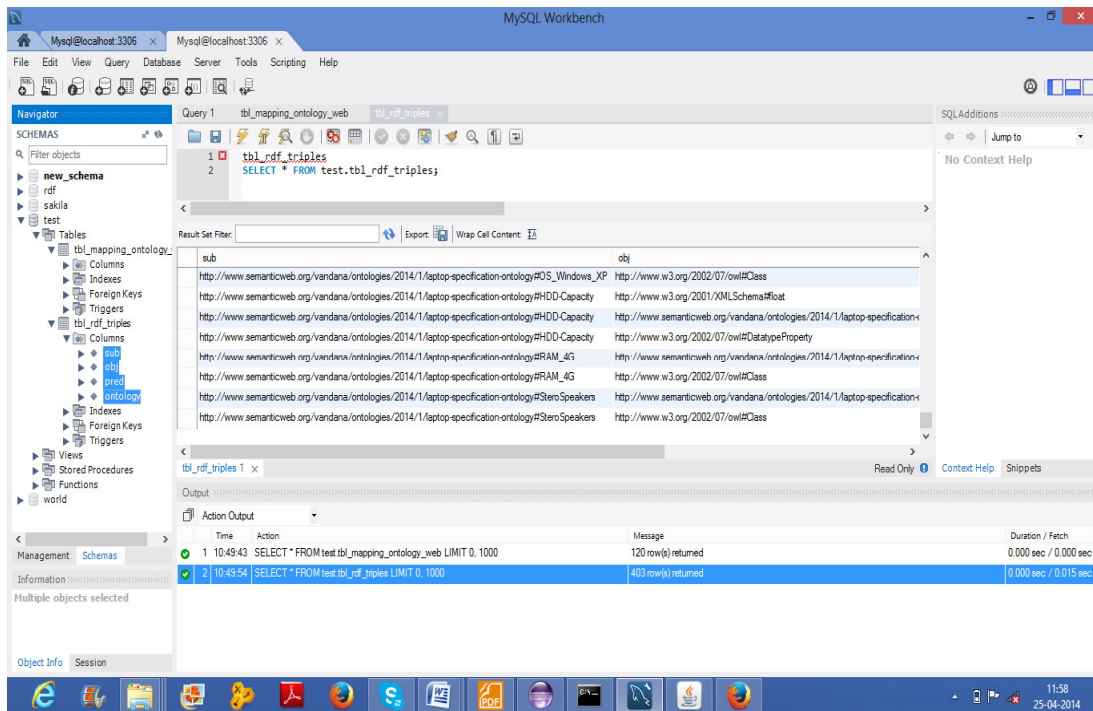 MySQL Workbench
Mysql@localhost:3306 × Mysql@localhost:3306 ×
File Edit View Query Database Server Tools Scripting Help
Navigator
SCHEMAS
Filter objects
new_schema
rdf
sakila
test
Tables
tbl_mapping_ontology_
Columns
Indexes
Foreign Keys
Triggers
tbl_rdf_triples
Columns
sub
obj
pred
ontology
Indexes
Foreign Keys
Triggers
Views
Stored Procedures
Functions
world
Management Schemas
Information
Multiple objects selected
Object Info Session
Query 1 tbl_mapping_ontology_web tbl_rdf_triples ×
1 tbl_rdf_triples
2 SELECT * FROM test.tbl_rdf_triples;
Result Set Filter: Export: Wrap Cell Content:
sub obj
http://www.semanticweb.org/vandana/ontologies/2014/1/laptop-specification-ontology#OS_Windows_XP http://www.w3.org/2002/07/owl#Class
http://www.semanticweb.org/vandana/ontologies/2014/1/laptop-specification-ontology#HDD-Capacity http://www.w3.org/2001/XMLSchema#float
http://www.semanticweb.org/vandana/ontologies/2014/1/laptop-specification-ontology#HDD-Capacity http://www.semanticweb.org/vandana/ontologies/2014/1/laptop-specification-
http://www.semanticweb.org/vandana/ontologies/2014/1/laptop-specification-ontology#HDD-Capacity http://www.w3.org/2002/07/owl#DatatypeProperty
http://www.semanticweb.org/vandana/ontologies/2014/1/laptop-specification-ontology#RAM_4G http://www.semanticweb.org/vandana/ontologies/2014/1/laptop-specification-
http://www.semanticweb.org/vandana/ontologies/2014/1/laptop-specification-ontology#RAM_4G http://www.w3.org/2002/07/owl#Class
http://www.semanticweb.org/vandana/ontologies/2014/1/laptop-specification-ontology#SteroSpeakers http://www.semanticweb.org/vandana/ontologies/2014/1/laptop-specification-
http://www.semanticweb.org/vandana/ontologies/2014/1/laptop-specification-ontology#SteroSpeakers http://www.w3.org/2002/07/owl#Class
tbl_rdf_triples 1 × Read Only
Output
Action Output
Time Action Message Duration / Fetch
1 10:49:43 SELECT * FROM test.tbl_mapping_ontology_web LIMIT 0, 1000 120 row(s) returned 0.000 sec / 0.000 sec
2 10:49:54 SELECT * FROM test.tbl_rdf_triples LIMIT 0, 1000 403 row(s) returned 0.000 sec / 0.015 sec
SQLAdditions
Jump to
No Context Help
Context Help Snippets
PDF
11:58
25-04-2014